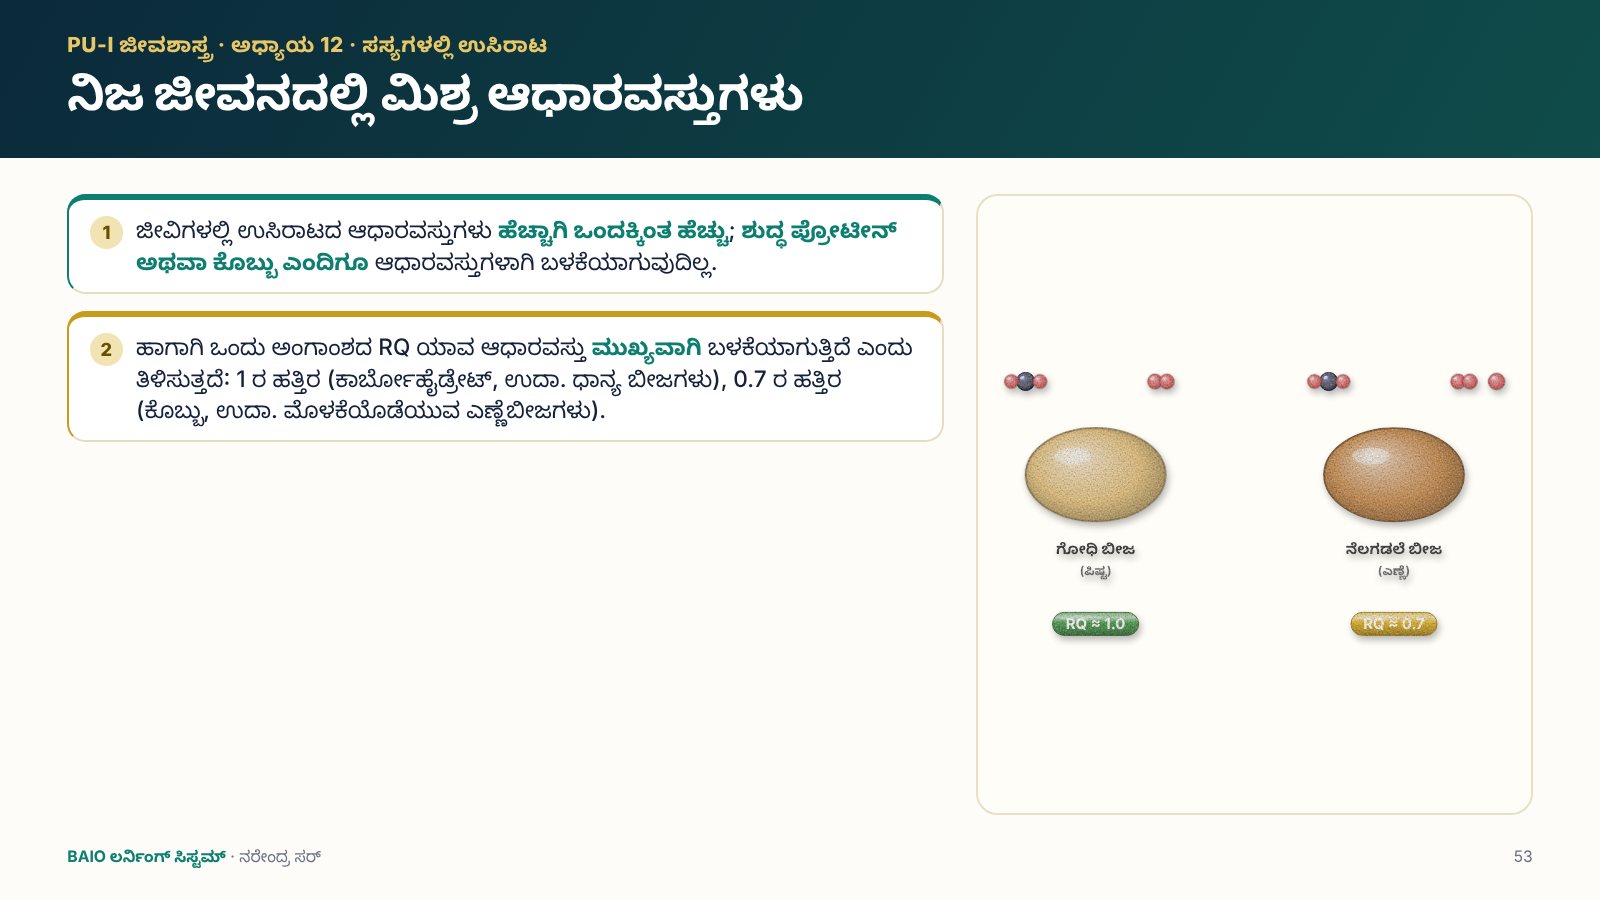 PU-I ಜೀವಶಾಸ್ತ್ರ · ಅಧ್ಯಾಯ 12 · ಸಸ್ಯಗಳಲ್ಲಿ ಉಸಿರಾಟ
ನಿಜ ಜೀವನದಲ್ಲಿ ಮಿಶ್ರ ಆಧಾರವಸ್ತುಗಳು
1 ಜೀವಿಗಳಲ್ಲಿ ಉಸಿರಾಟದ ಆಧಾರವಸ್ತುಗಳು ಹೆಚ್ಚಾಗಿ ಒಂದಕ್ಕಿಂತ ಹೆಚ್ಚು; ಶುದ್ಧ ಪ್ರೋಟೀನ್
ಅಥವಾ ಕೊಬ್ಬು ಎಂದಿಗೂ ಆಧಾರವಸ್ತುಗಳಾಗಿ ಬಳಕೆಯಾಗುವುದಿಲ್ಲ.
2 ಹಾಗಾಗಿ ಒಂದು ಅಂಗಾಂಶದ RQ ಯಾವ ಆಧಾರವಸ್ತು ಮುಖ್ಯವಾಗಿ ಬಳಕೆಯಾಗುತ್ತಿದೆ ಎಂದು
ತಿಳಿಸುತ್ತದೆ: 1 ರ ಹತ್ತಿರ (ಕಾರ್ಬೋಹೈಡ್ರೇಟ್, ಉದಾ. ಧಾನ್ಯ ಬೀಜಗಳು), 0.7 ರ ಹತ್ತಿರ
(ಕೊಬ್ಬು, ಉದಾ. ಮೊಳಕೆಯೊಡೆಯುವ ಎಣ್ಣೆಬೀಜಗಳು).
ಗೋಧಿ ಬೀಜ
(ಪಿಷ್ಟ)
RQ ≈ 1.0
ನೆಲಗಡಲೆ ಬೀಜ
(ಎಣ್ಣೆ)
RQ ≈ 0.7
BAIO ಲರ್ನಿಂಗ್ ಸಿಸ್ಟಮ್ · ನರೇಂದ್ರ ಸರ್
53